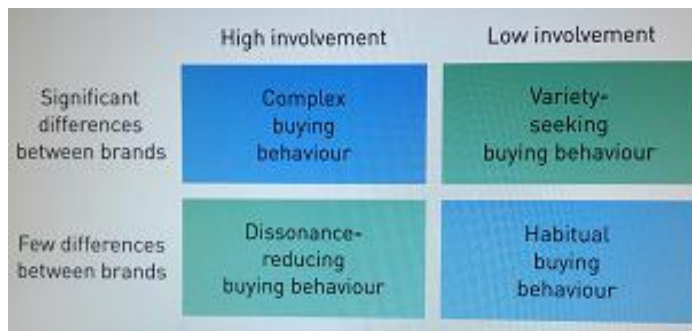 High involvement
Low involvement
Significant
differences
between brands
Complex
buying
behaviour
Variety-
seeking
buying behaviour
Few differences
between brands
Dissonance-
reducing
buying behaviour
Habitual
buying
behaviour